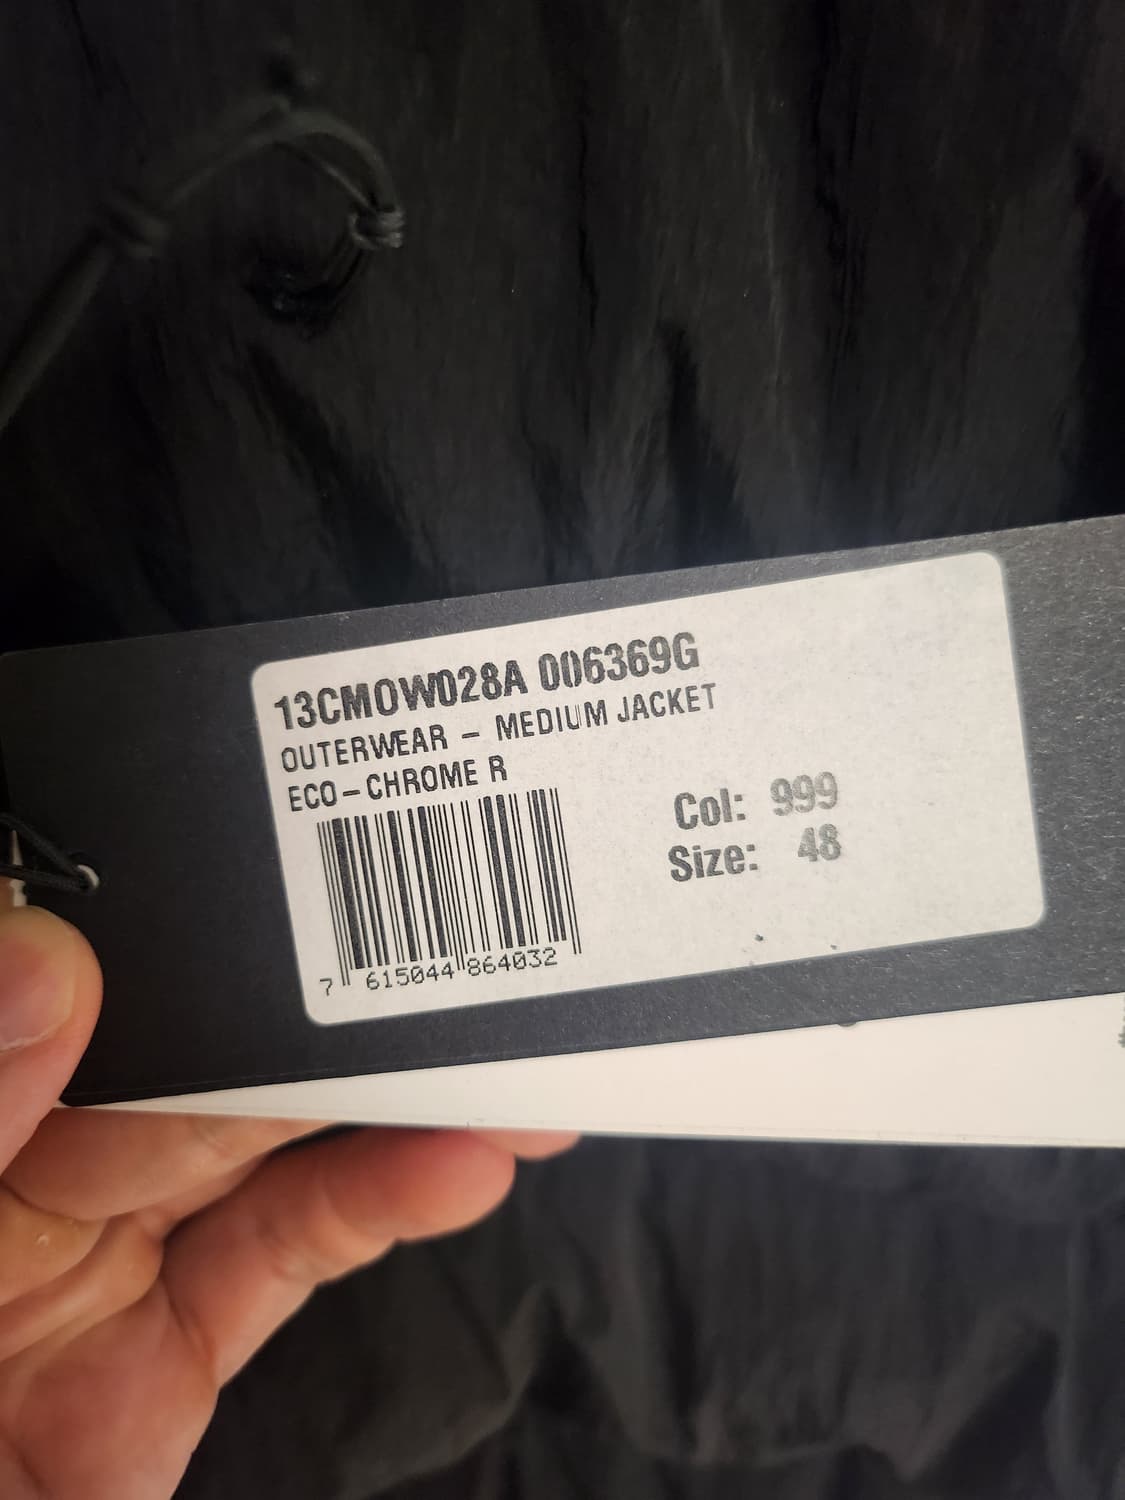 13CMOW028A 006369G
OUTERWEAR - MEDIUM JACKET
ECO-CHROME R
Col: 999
Size: 48
7 615044 864032